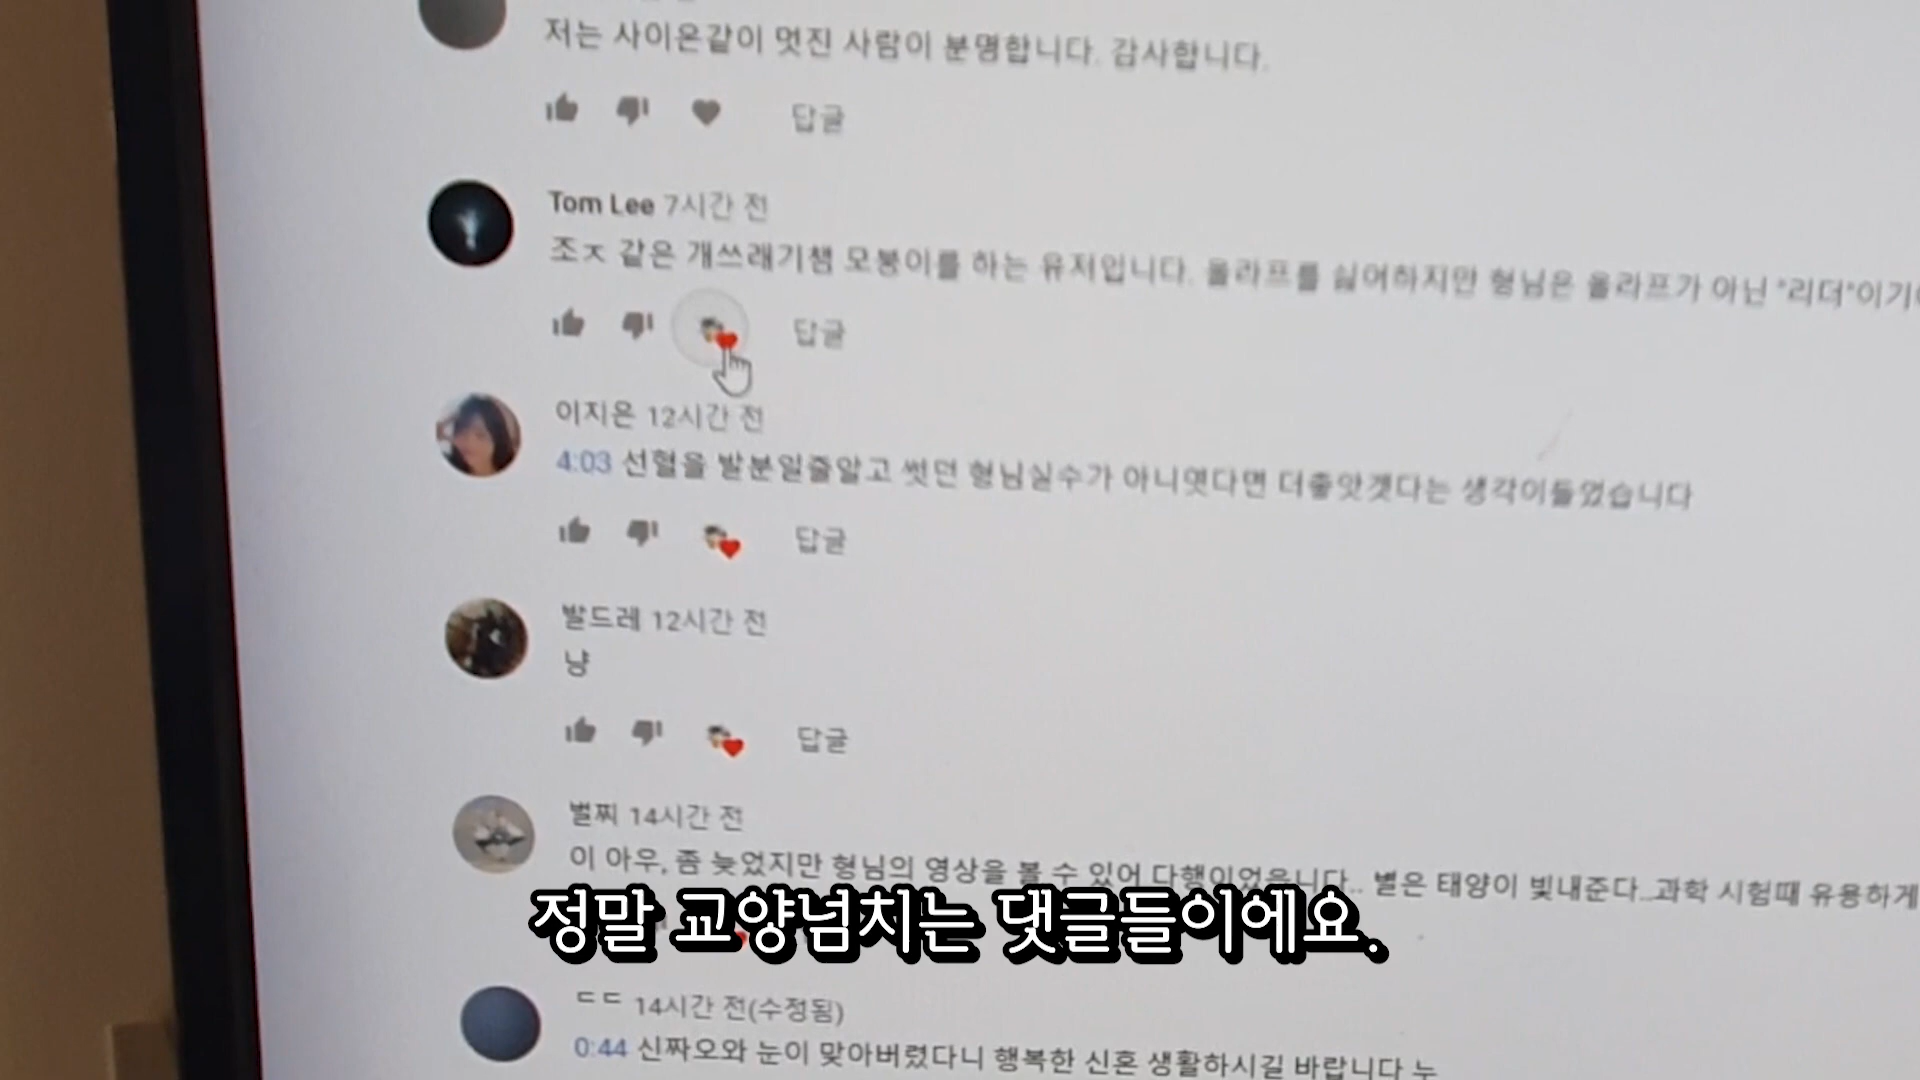 저는 사이온같이 멋진 사람이 분명합니다. 감사합니다.
답글
Tom Lee 7시간 전
조ㅈ 같은 개쓰래기챔 모붕이를 하는 유저입니다. 올라프를 싫어하지만 형님은 올라프가 아닌 "리더"이기에
답글
이지은 12시간 전
4:03 선혈을 발분일줄알고 썻던 형님실수가 아니엿다면 더좋앗겟다는 생각이들었습니다
답글
발드레 12시간 전
냥
답글
별찌 14시간 전
이 아우, 좀 늦었지만 형님의 영상을 볼 수 있어 다행이었습니다.. 별은 태양이 빛내준다..과학 시험때 유용하게
정말 교양넘치는 댓글들이에요.
ㄷㄷ 14시간 전(수정됨)
0:44 신짜오와 눈이 맞아버렸다니 행복한 신혼 생활하시길 바랍니다 누